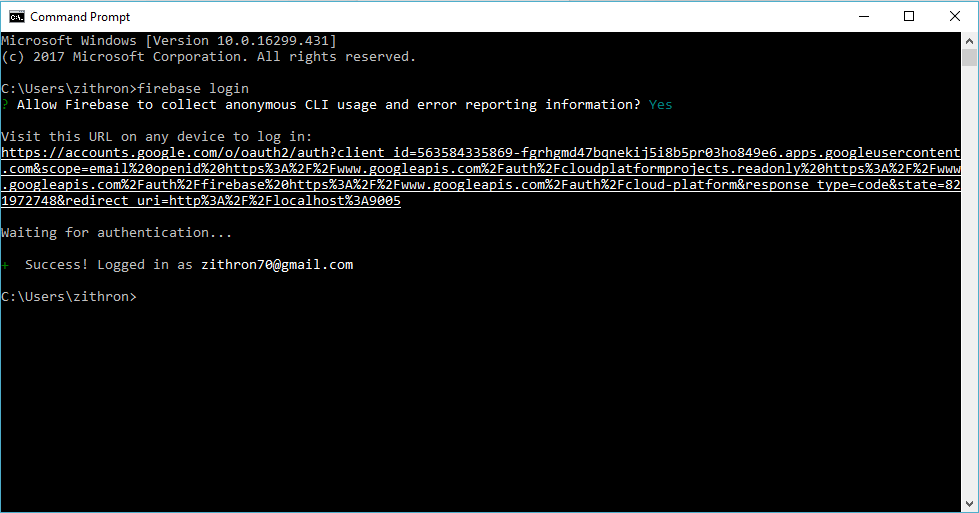 Command Prompt
Microsoft Windows [Version 10.0.16299.431]
(c) 2017 Microsoft Corporation. All rights reserved.
C:\Users\zithron>firebase login
? Allow Firebase to collect anonymous CLI usage and error reporting information? Yes
Visit this URL on any device to log in:
https://accounts.google.com/o/oauth2/auth?client_id=563584335869-fgrhgmd47bqnekij5i8b5pr03ho849e6.apps.googleusercontent
.com&scope=email%20openid%20https%3A%2F%2Fwww.googleapis.com%2Fauth%2Fcloudplatformprojects.readonly%20https%3A%2F%2Fwww
.googleapis.com%2Fauth%2Ffirebase%20https%3A%2F%2Fwww.googleapis.com%2Fauth%2Fcloud-platform&response_type=code&state=82
1972748&redirect_uri=http%3A%2F%2Flocalhost%3A9005
Waiting for authentication...
+  Success! Logged in as zithron70@gmail.com
C:\Users\zithron>